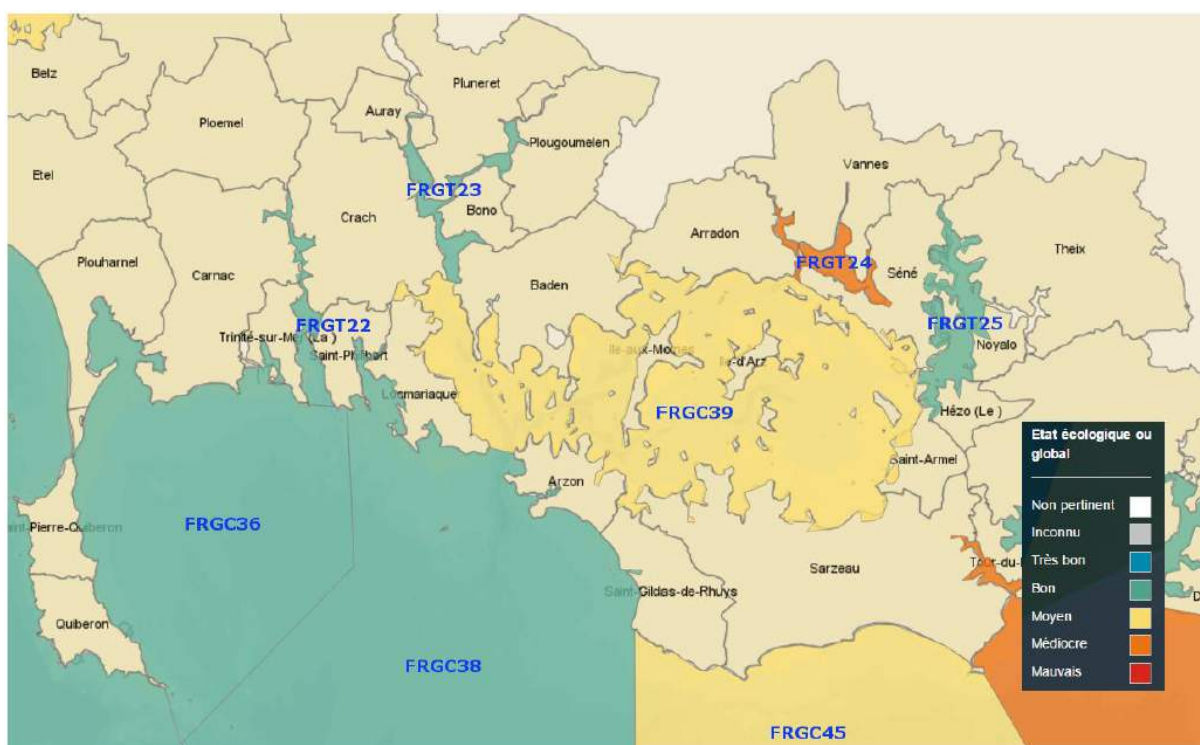 Belz
Pluneret
Auray
Ploemel
Plougoumelen
Vannes
Etel
FRGT23
Bono
Crach
Arradon
Theix
Plouharnel
FRGT24
Séné
Carnac
Baden
FRGT22
FRGT25
Trinité-sur-Mer (La )
Noyalo
Ile-aux-Moines
Ile-d'Arz
Saint-Philibert
Locmariaquer
FRGC39
Hézo (Le )
Etat écologique ou
global
Saint-Armel
Arzon
Non pertinent
Inconnu
Très bon
Bon
Moyen
Médiocre
Mauvais
FRGC36
Sarzeau
Saint-Gildas-de-Rhuys
Quiberon
FRGC38
FRGC45